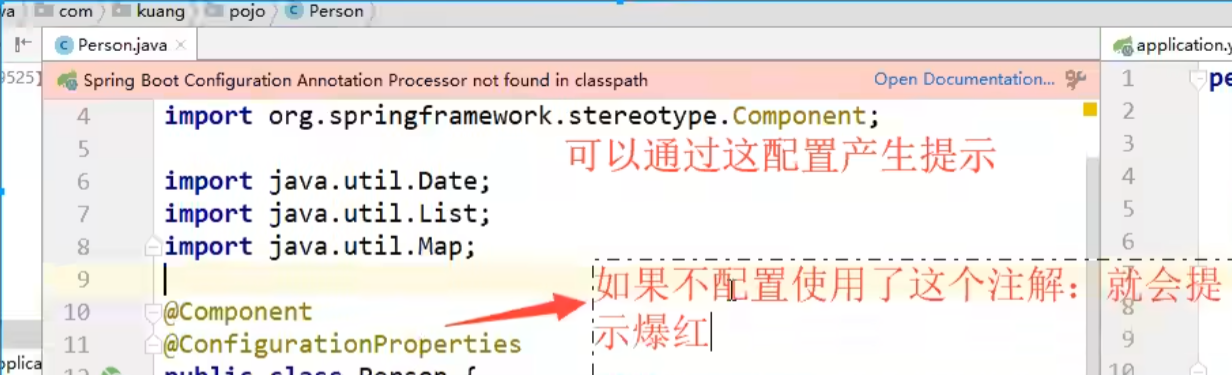 va com kuang pojo C Person
C Person.java × application.y
9525] Spring Boot Configuration Annotation Processor not found in classpath Open Documentation... 1 pe
4 import org.springframework.stereotype.Component; 2
5 可以通过这配置产生提示 3
6 import java.util.Date; 4
7 import java.util.List; 5
8 import java.util.Map; 6
9 如果不配置使用了这个注解：就会提 7
10 @Component 示爆红 8
11 @ConfigurationProperties 9
applica 12 public class Person { 10